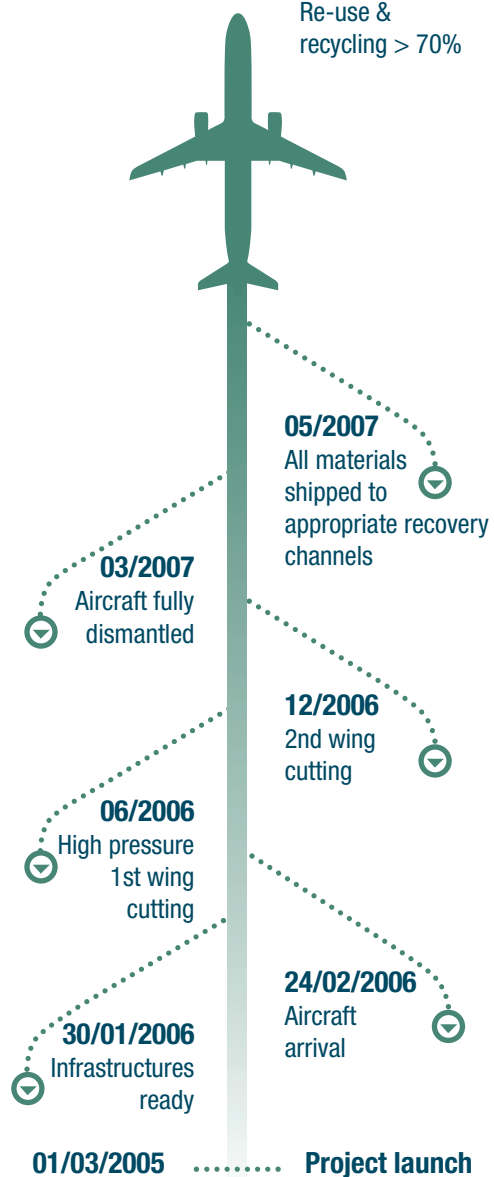 Re-use &
recycling > 70%
05/2007
All materials
shipped to
appropriate recovery
channels
03/2007
Aircraft fully
dismantled
12/2006
2nd wing
cutting
06/2006
High pressure
1st wing
cutting
24/02/2006
Aircraft
arrival
30/01/2006
Infrastructures
ready
01/03/2005 Project launch